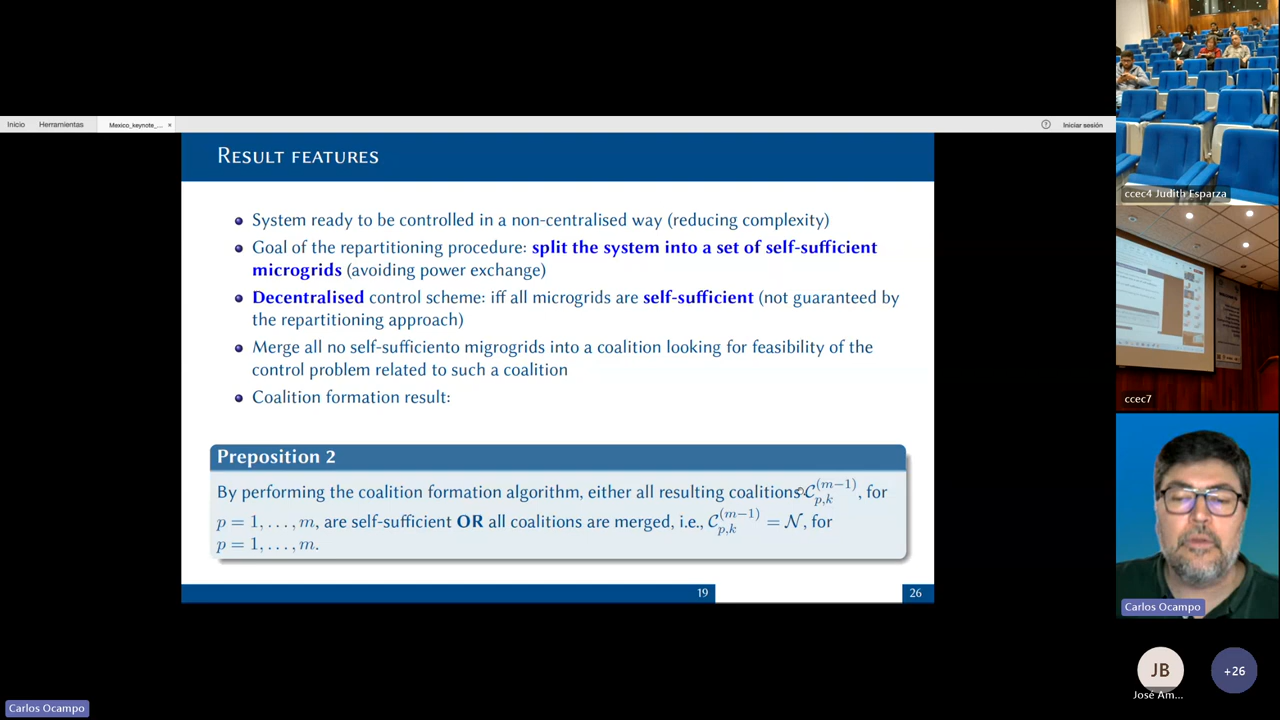 Inicio Herramientas Mexico_keynote_... × ? Iniciar sesión
RESULT FEATURES
System ready to be controlled in a non-centralised way (reducing complexity)
Goal of the repartitioning procedure: split the system into a set of self-sufficient
microgrids (avoiding power exchange)
Decentralised control scheme: iff all microgrids are self-sufficient (not guaranteed by
the repartitioning approach)
Merge all no self-sufficiento migrogrids into a coalition looking for feasibility of the
control problem related to such a coalition
Coalition formation result:
Preposition 2
By performing the coalition formation algorithm, either all resulting coalitions C_{p,k}^{(m−1)}, for
p = 1, . . . , m, are self-sufficient OR all coalitions are merged, i.e., C_{p,k}^{(m−1)} = N, for
p = 1, . . . , m.
19 26
ccec4 Judith Esparza
ccec7
Carlos Ocampo
JB
+26
José Am...
Carlos Ocampo